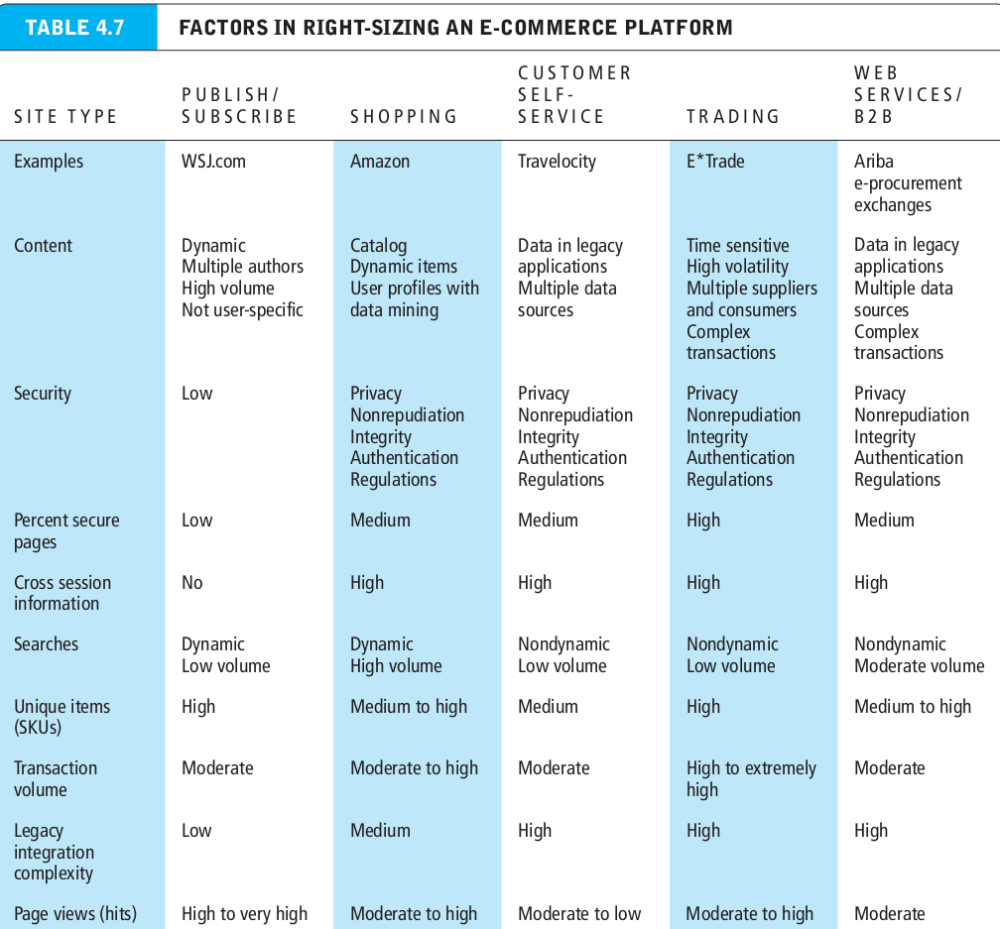 TABLE 4.7 FACTORS IN RIGHT-SIZING AN E-COMMERCE PLATFORM
SITE TYPE
PUBLISH/
SUBSCRIBE
SHOPPING
CUSTOMER
SELF-
SERVICE
TRADING
WEB
SERVICES/
B2B
Examples
WSJ.com
Amazon
Travelocity
E*Trade
Ariba
e-procurement
exchanges
Content
Dynamic
Multiple authors
High volume
Not user-specific
Catalog
Dynamic items
User profiles with
data mining
Data in legacy
applications
Multiple data
sources
Time sensitive
High volatility
Multiple suppliers
and consumers
Complex
transactions
Data in legacy
applications
Multiple data
sources
Complex
transactions
Security
Low
Privacy
Nonrepudiation
Integrity
Authentication
Regulations
Privacy
Nonrepudiation
Integrity
Authentication
Regulations
Privacy
Nonrepudiation
Integrity
Authentication
Regulations
Privacy
Nonrepudiation
Integrity
Authentication
Regulations
Percent secure
pages
Low
Medium
Medium
High
Medium
Cross session
information
No
High
High
High
High
Searches
Dynamic
Low volume
Dynamic
High volume
Nondynamic
Low volume
Nondynamic
Low volume
Nondynamic
Moderate volume
Unique items
(SKUs)
High
Medium to high
Medium
High
Medium to high
Transaction
volume
Moderate
Moderate to high
Moderate
High to extremely
high
Moderate
Legacy
integration
complexity
Low
Medium
High
High
High
Page views (hits)
High to very high
Moderate to high
Moderate to low
Moderate to high
Moderate